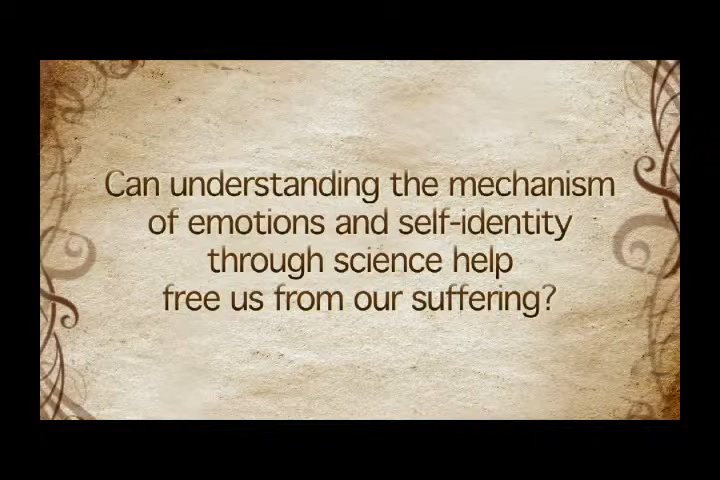 Can understanding the mechanism
of emotions and self-identity
through science help
free us from our suffering?